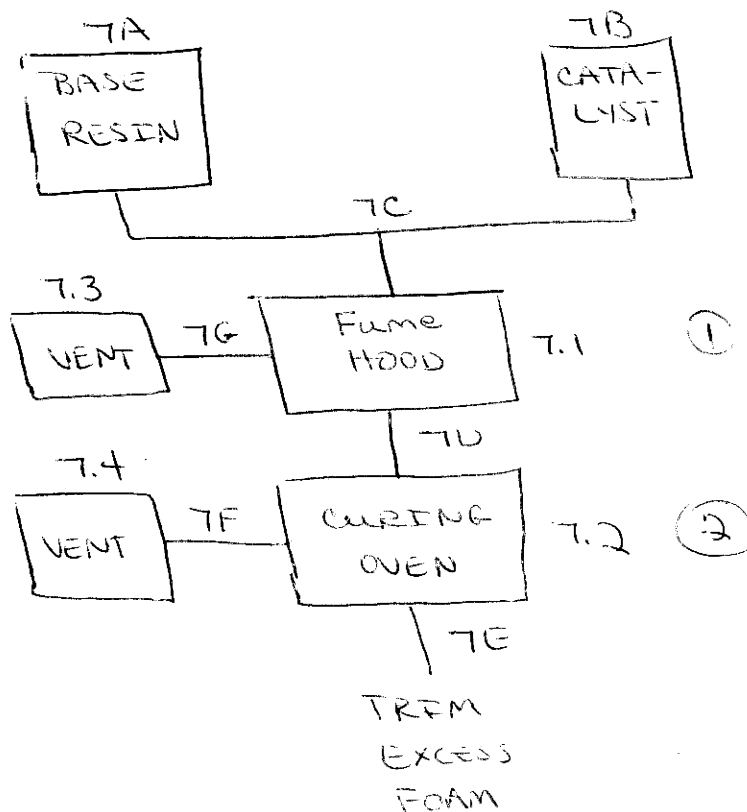 7A
7B
BASE
RESIN
CATA-
LYST
7C
7.3
VENT
7G
Fume
HOOD
7.1
1
7D
7.4
VENT
7F
CURING
OVEN
7.2
2
7E
TRIM
EXCESS
FOAM